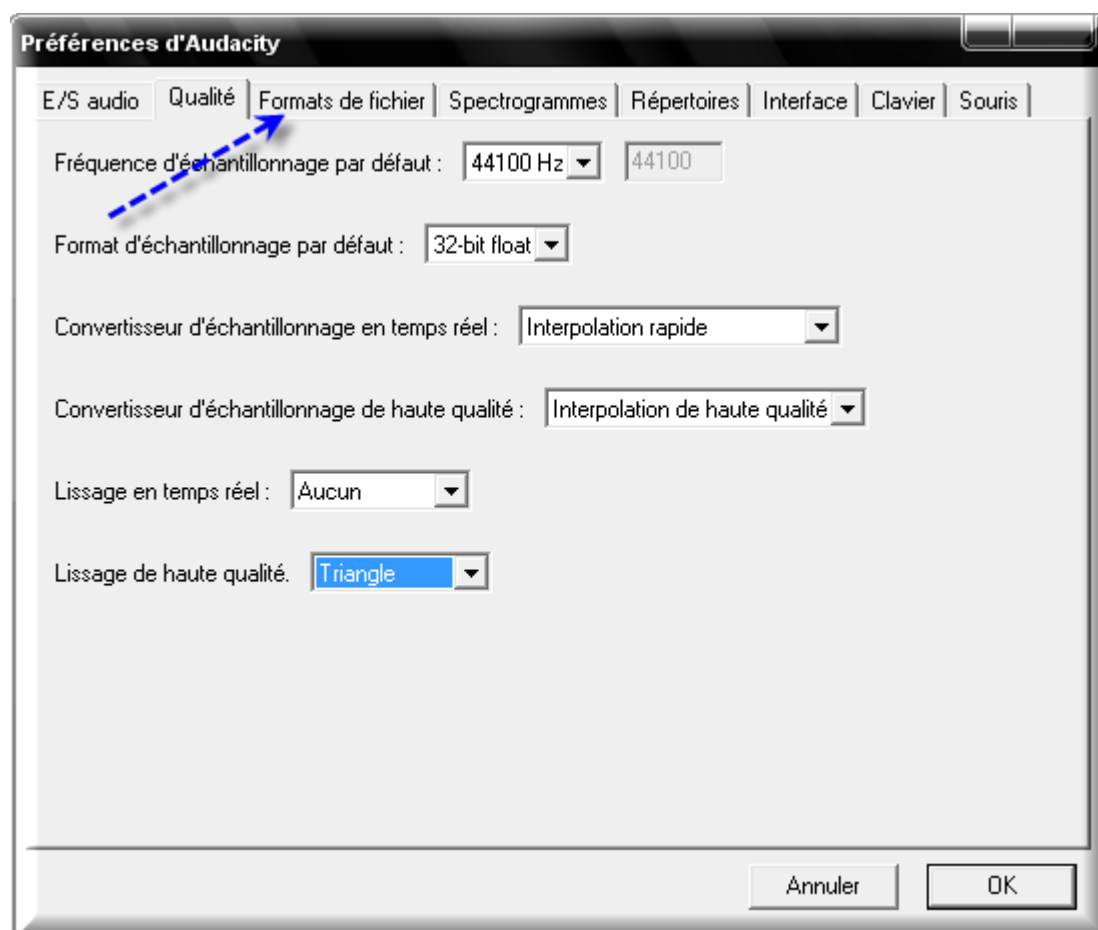 Préférences d'Audacity
E/S audio Qualité Formats de fichier Spectrogrammes Répertoires Interface Clavier Souris
Fréquence d'échantillonnage par défaut : 44100 Hz 44100
Format d'échantillonnage par défaut : 32-bit float
Convertisseur d'échantillonnage en temps réel : Interpolation rapide
Convertisseur d'échantillonnage de haute qualité : Interpolation de haute qualité
Lissage en temps réel : Aucun
Lissage de haute qualité. Triangle
Annuler OK